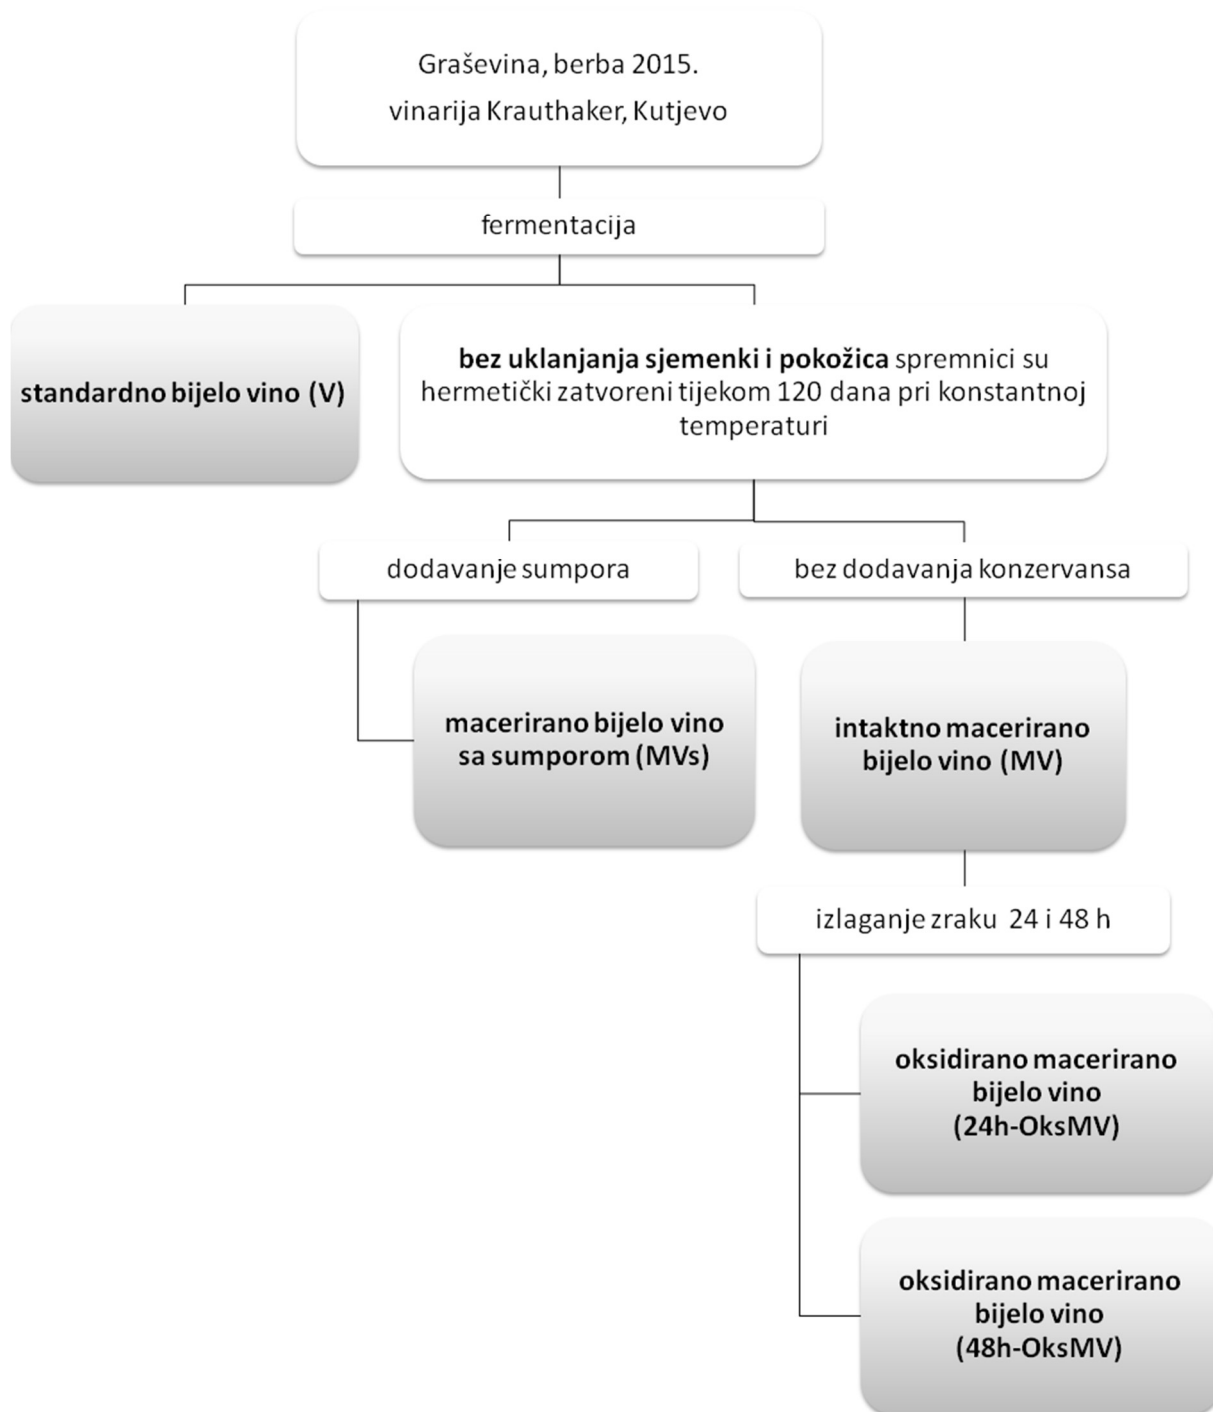 Graševina, berba 2015.
vinarija Krauthaker, Kutjevo
fermentacija
standardno bijelo vino (V)
bez uklanjanja sjemenki i pokožica spremnici su
hermetički zatvoreni tijekom 120 dana pri konstantnoj
temperaturi
dodavanje sumpora
bez dodavanja konzervansa
macerirano bijelo vino
sa sumporom (MVs)
intaktno macerirano
bijelo vino (MV)
izlaganje zraku 24 i 48 h
oksidirano macerirano
bijelo vino
(24h-OksMV)
oksidirano macerirano
bijelo vino
(48h-OksMV)